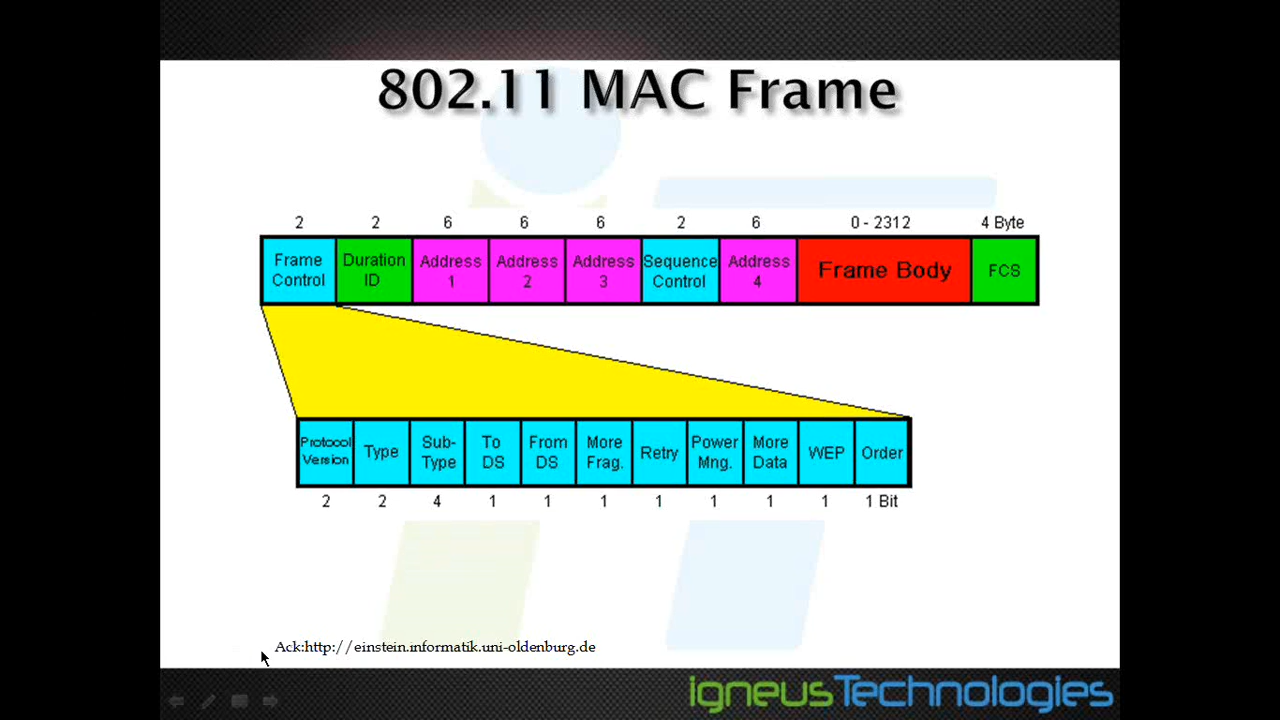 802.11 MAC Frame
2 2 6 6 6 2 6 0 - 2312 4 Byte
Frame Control
Duration ID
Address 1
Address 2
Address 3
Sequence Control
Address 4
Frame Body
FCS
Protocol Version
Type
Sub-Type
To DS
From DS
More Frag.
Retry
Power Mng.
More Data
WEP
Order
2 2 4 1 1 1 1 1 1 1 1 Bit
Ack:http://einstein.informatik.uni-oldenburg.de
igneusTechnologies